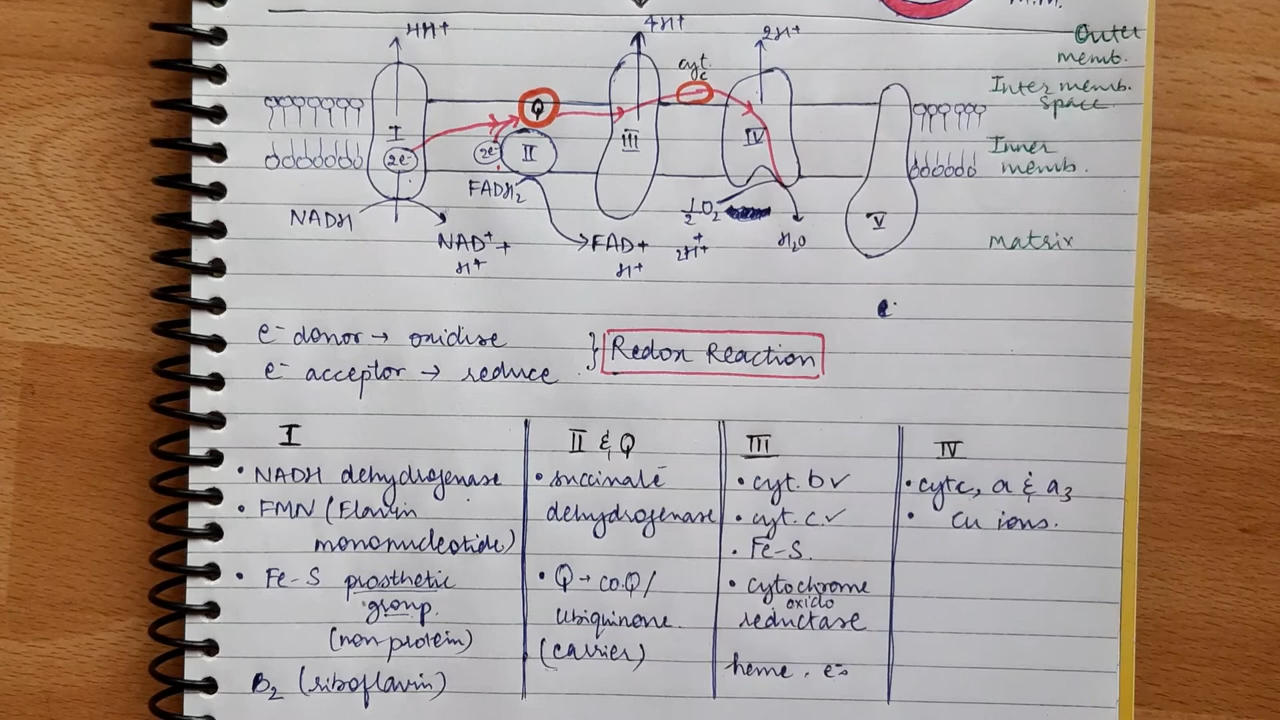 M.M.
4H+
4H+
2H+
Outer
memb.
cyt.
c
Inter memb.
space
Q
I
III
IV
2e-
2e-
II
Inner
memb.
FADH2
½O2
NADH
V
NAD+ +
H+
FAD+
H+
+
2H+
H2O
matrix
e- donor → oxidise
e- acceptor → reduce
} Redox Reaction
I
• NADH dehydrogenase
• FMN (Flavin
mononucleotide)
• Fe-S prosthetic
group.
(non protein)
B2 (riboflavin)
II & Q
• succinate
dehydrogenase
• Q → co.Q/
Ubiquinone.
(carrier)
III
• cyt. b ✓
• cyt. c. ✓
• Fe-S.
• cytochrome
oxido
reductase
heme.
IV
• cyt c, a & a3
• Cu ions.